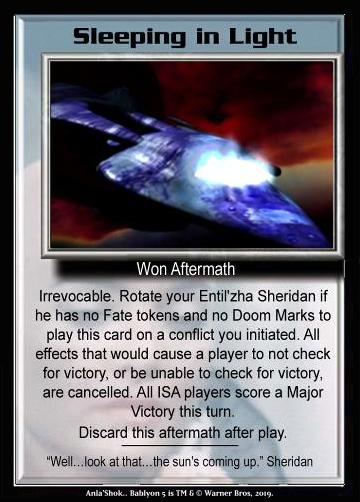 Sleeping in Light
Won Aftermath
Irrevocable. Rotate your Entil'zha Sheridan if
he has no Fate tokens and no Doom Marks to
play this card on a conflict you initiated. All
effects that would cause a player to not check
for victory, or be unable to check for victory,
are cancelled. All ISA players score a Major
Victory this turn.
Discard this aftermath after play.
“Well...look at that...the sun's coming up.” Sheridan
Anla'Shok.. Bablyon 5 is TM & © Warner Bros, 2019.